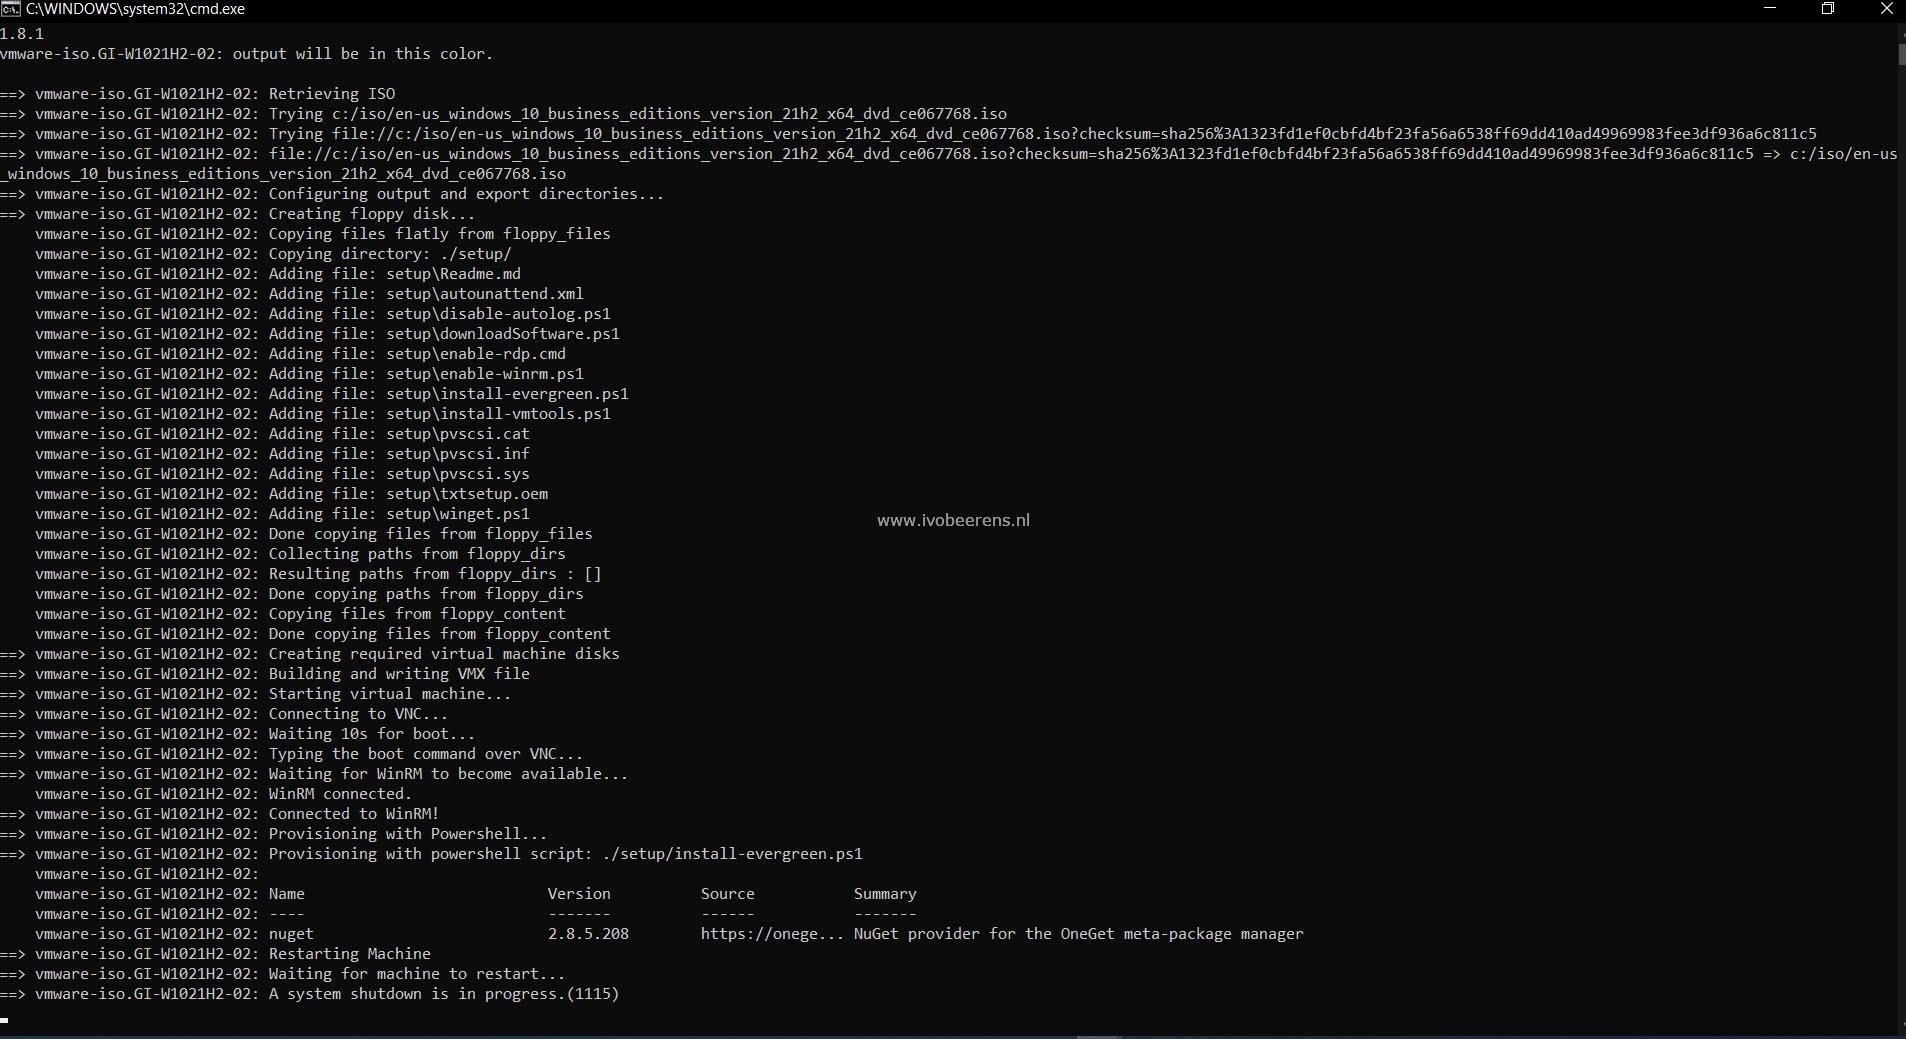 C:\WINDOWS\system32\cmd.exe
1.8.1
vmware-iso.GI-W1021H2-02: output will be in this color.
==> vmware-iso.GI-W1021H2-02: Retrieving ISO
==> vmware-iso.GI-W1021H2-02: Trying c:/iso/en-us_windows_10_business_editions_version_21h2_x64_dvd_ce067768.iso
==> vmware-iso.GI-W1021H2-02: Trying file://c:/iso/en-us_windows_10_business_editions_version_21h2_x64_dvd_ce067768.iso?checksum=sha256%3A1323fd1ef0cbfd4bf23fa56a6538ff69dd410ad49969983fee3df936a6c811c5
==> vmware-iso.GI-W1021H2-02: file://c:/iso/en-us_windows_10_business_editions_version_21h2_x64_dvd_ce067768.iso?checksum=sha256%3A1323fd1ef0cbfd4bf23fa56a6538ff69dd410ad49969983fee3df936a6c811c5 => c:/iso/en-us
_windows_10_business_editions_version_21h2_x64_dvd_ce067768.iso
==> vmware-iso.GI-W1021H2-02: Configuring output and export directories...
==> vmware-iso.GI-W1021H2-02: Creating floppy disk...
vmware-iso.GI-W1021H2-02: Copying files flatly from floppy_files
vmware-iso.GI-W1021H2-02: Copying directory: ./setup/
vmware-iso.GI-W1021H2-02: Adding file: setup\Readme.md
vmware-iso.GI-W1021H2-02: Adding file: setup\autounattend.xml
vmware-iso.GI-W1021H2-02: Adding file: setup\disable-autolog.ps1
vmware-iso.GI-W1021H2-02: Adding file: setup\downloadSoftware.ps1
vmware-iso.GI-W1021H2-02: Adding file: setup\enable-rdp.cmd
vmware-iso.GI-W1021H2-02: Adding file: setup\enable-winrm.ps1
vmware-iso.GI-W1021H2-02: Adding file: setup\install-evergreen.ps1
vmware-iso.GI-W1021H2-02: Adding file: setup\install-vmtools.ps1
vmware-iso.GI-W1021H2-02: Adding file: setup\pvscsi.cat
vmware-iso.GI-W1021H2-02: Adding file: setup\pvscsi.inf
vmware-iso.GI-W1021H2-02: Adding file: setup\pvscsi.sys
vmware-iso.GI-W1021H2-02: Adding file: setup\txtsetup.oem
vmware-iso.GI-W1021H2-02: Adding file: setup\winget.ps1
www.ivobeerens.nl
vmware-iso.GI-W1021H2-02: Done copying files from floppy_files
vmware-iso.GI-W1021H2-02: Collecting paths from floppy_dirs
vmware-iso.GI-W1021H2-02: Resulting paths from floppy_dirs : []
vmware-iso.GI-W1021H2-02: Done copying paths from floppy_dirs
vmware-iso.GI-W1021H2-02: Copying files from floppy_content
vmware-iso.GI-W1021H2-02: Done copying files from floppy_content
==> vmware-iso.GI-W1021H2-02: Creating required virtual machine disks
==> vmware-iso.GI-W1021H2-02: Building and writing VMX file
==> vmware-iso.GI-W1021H2-02: Starting virtual machine...
==> vmware-iso.GI-W1021H2-02: Connecting to VNC...
==> vmware-iso.GI-W1021H2-02: Waiting 10s for boot...
==> vmware-iso.GI-W1021H2-02: Typing the boot command over VNC...
==> vmware-iso.GI-W1021H2-02: Waiting for WinRM to become available...
vmware-iso.GI-W1021H2-02: WinRM connected.
==> vmware-iso.GI-W1021H2-02: Connected to WinRM!
==> vmware-iso.GI-W1021H2-02: Provisioning with Powershell...
==> vmware-iso.GI-W1021H2-02: Provisioning with powershell script: ./setup/install-evergreen.ps1
vmware-iso.GI-W1021H2-02:
vmware-iso.GI-W1021H2-02: Name Version Source Summary
vmware-iso.GI-W1021H2-02: ---- ------- ------ -------
vmware-iso.GI-W1021H2-02: nuget 2.8.5.208 https://onege... NuGet provider for the OneGet meta-package manager
==> vmware-iso.GI-W1021H2-02: Restarting Machine
==> vmware-iso.GI-W1021H2-02: Waiting for machine to restart...
==> vmware-iso.GI-W1021H2-02: A system shutdown is in progress.(1115)